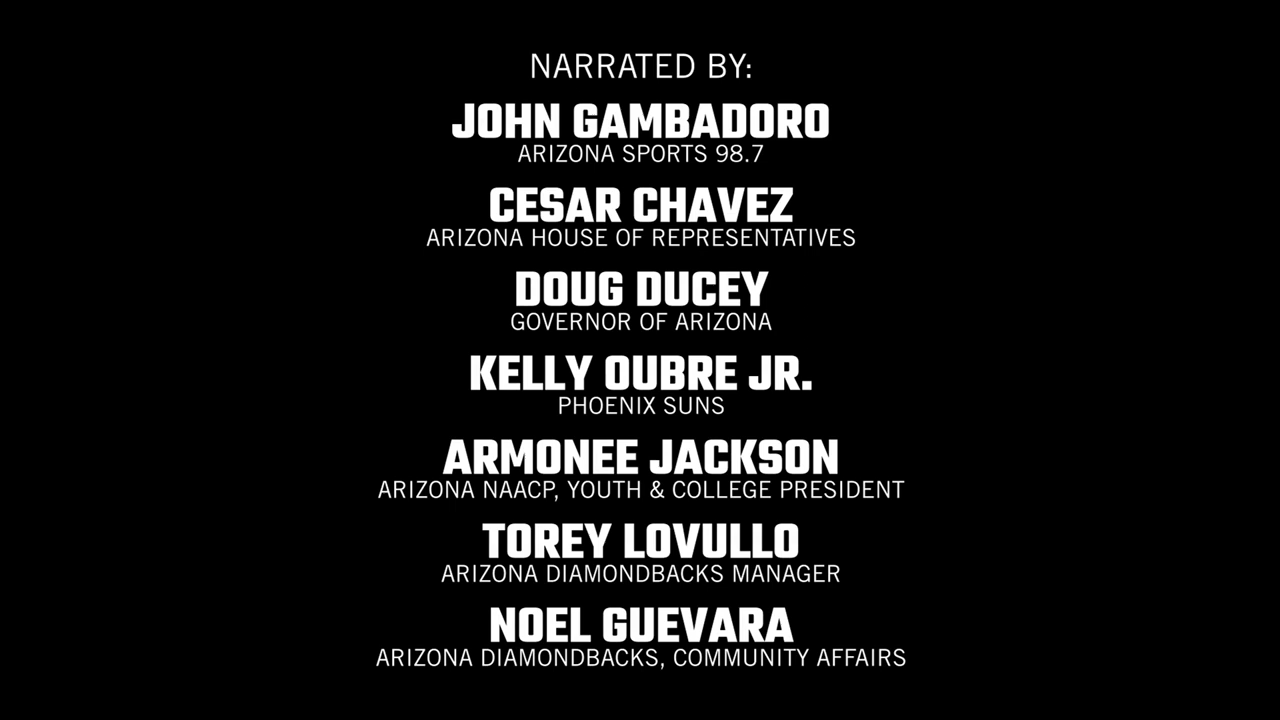 NARRATED BY:
JOHN GAMBADORO
ARIZONA SPORTS 98.7
CESAR CHAVEZ
ARIZONA HOUSE OF REPRESENTATIVES
DOUG DUCEY
GOVERNOR OF ARIZONA
KELLY OUBRE JR.
PHOENIX SUNS
ARMONEE JACKSON
ARIZONA NAACP, YOUTH & COLLEGE PRESIDENT
TOREY LOVULLO
ARIZONA DIAMONDBACKS MANAGER
NOEL GUEVARA
ARIZONA DIAMONDBACKS, COMMUNITY AFFAIRS